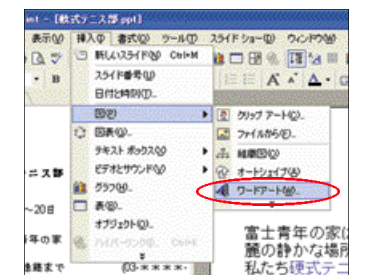 int - [軟式テニス部.ppt]
表示(V) 挿入(I) 書式(O) ツール(T) スライド ショー(D) ウィンドウ(W)
新しいスライド(N) Ctrl+M
スライド番号(U)
日付と時刻(T)...
図(P)
図表(G)...
テキスト ボックス(X)
ビデオとサウンド(V)
グラフ(H)...
表(B)...
オブジェクト(O)...
ハイパーリンク(I)... Ctrl+K
クリップ アート(C)...
ファイルから(F)...
組織図(O)
オートシェイプ(A)
ワードアート(W)...
ニス部
~20日
年の家
連絡まで
(03-****-
富士青年の家に
麓の静かな場所
私たち硬式テニ